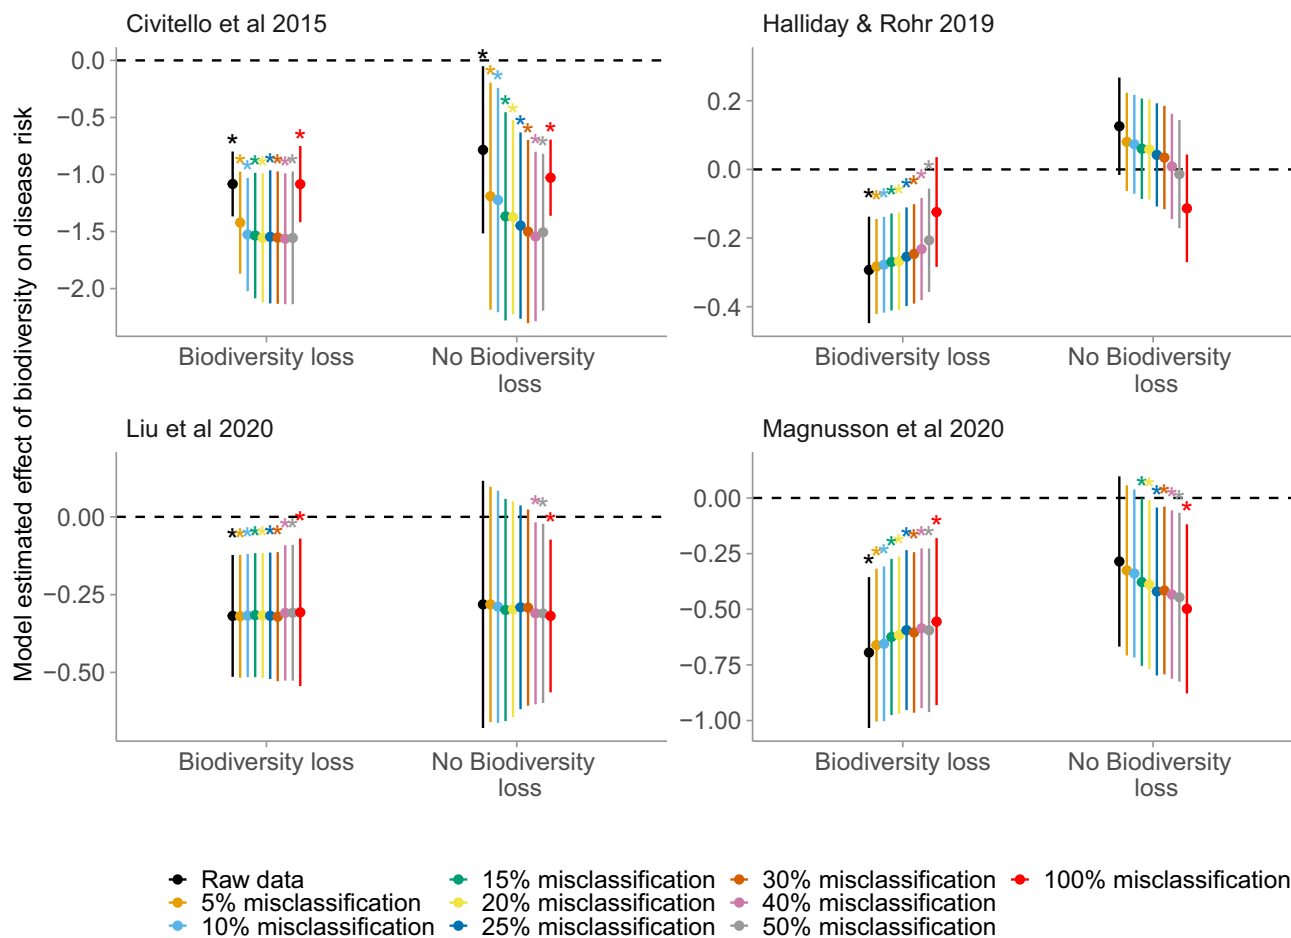 Civitello et al 2015
Halliday & Rohr 2019
Model estimated effect of biodiversity on disease risk
0.0
−0.5
−1.0
−1.5
−2.0
* * * * * * * * * *
* * * * * * * * * *
Biodiversity loss
No Biodiversity
loss
0.2
0.0
−0.2
−0.4
* * * * * * * * *
Biodiversity loss
No Biodiversity
loss
Liu et al 2020
Magnusson et al 2020
0.00
−0.25
−0.50
* * * * * * * * * *
* * *
Biodiversity loss
No Biodiversity
loss
0.00
−0.25
−0.50
−0.75
−1.00
* * * * * * * * * *
* * * * * * *
Biodiversity loss
No Biodiversity
loss
Raw data
5% misclassification
10% misclassification
15% misclassification
20% misclassification
25% misclassification
30% misclassification
40% misclassification
50% misclassification
100% misclassification